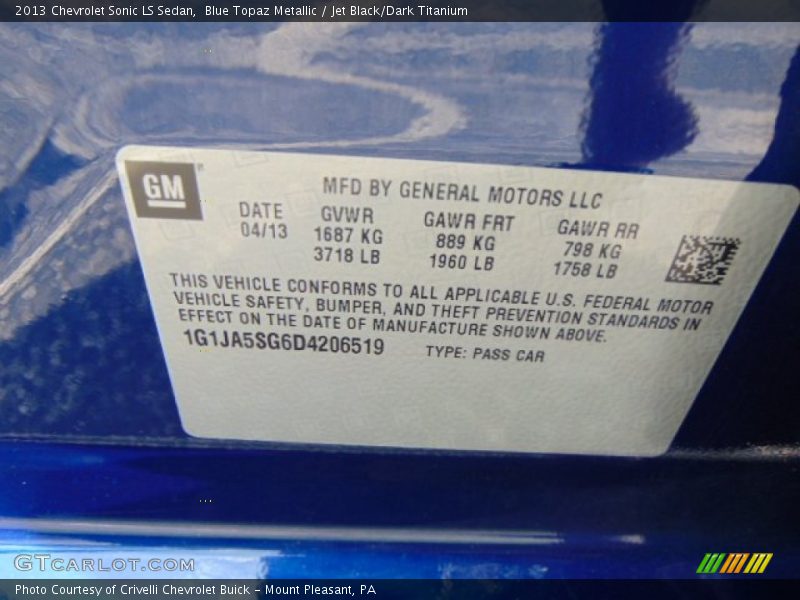 2013 Chevrolet Sonic LS Sedan,  Blue Topaz Metallic / Jet Black/Dark Titanium
GM
MFD BY GENERAL MOTORS LLC
DATE GVWR GAWR FRT GAWR RR
04/13 1687 KG 889 KG 798 KG
3718 LB 1960 LB 1758 LB
THIS VEHICLE CONFORMS TO ALL APPLICABLE U.S. FEDERAL MOTOR
VEHICLE SAFETY, BUMPER, AND THEFT PREVENTION STANDARDS IN
EFFECT ON THE DATE OF MANUFACTURE SHOWN ABOVE.
1G1JA5SG6D4206519 TYPE: PASS CAR
GTCARLOT.COM
Photo Courtesy of Crivelli Chevrolet Buick - Mount Pleasant, PA